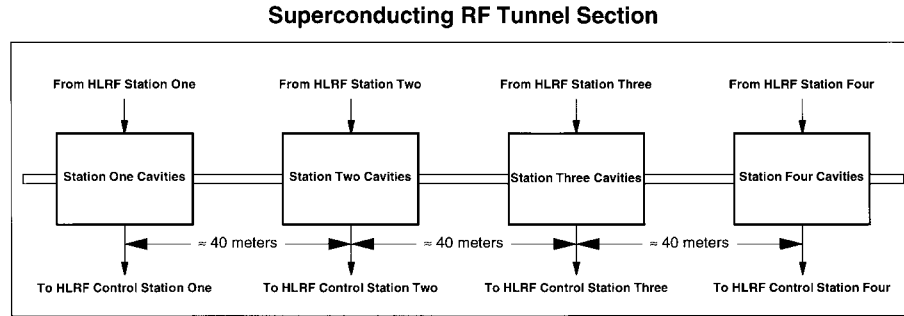 Superconducting RF Tunnel Section
From HLRF Station One From HLRF Station Two From HLRF Station Three From HLRF Station Four
Station One Cavities Station Two Cavities Station Three Cavities Station Four Cavities
≈ 40 meters ≈ 40 meters ≈ 40 meters
To HLRF Control Station One To HLRF Control Station Two To HLRF Control Station Three To HLRF Control Station Four